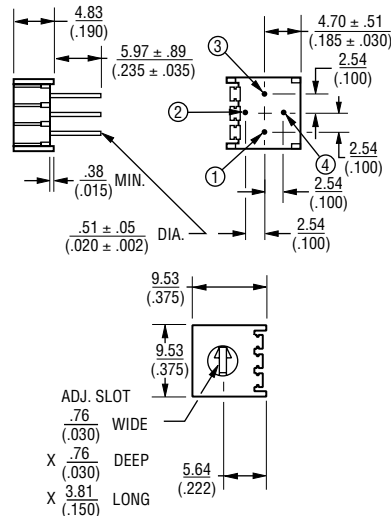 4.83
(.190)
5.97 ± .89
(.235 ± .035)
4.70 ± .51
(.185 ± 0.030)
3
2.54
(.100)
2
4
1
2.54
(.100)
.38
(.015) MIN.
2.54
(.100)
.51 ± .05
(.020 ± .002) DIA.
2.54
(.100)
9.53
(.375)
9.53
(.375)
ADJ. SLOT
.76
(.030) WIDE
X .76
(.030) DEEP
X 3.81
(.150) LONG
5.64
(.222)